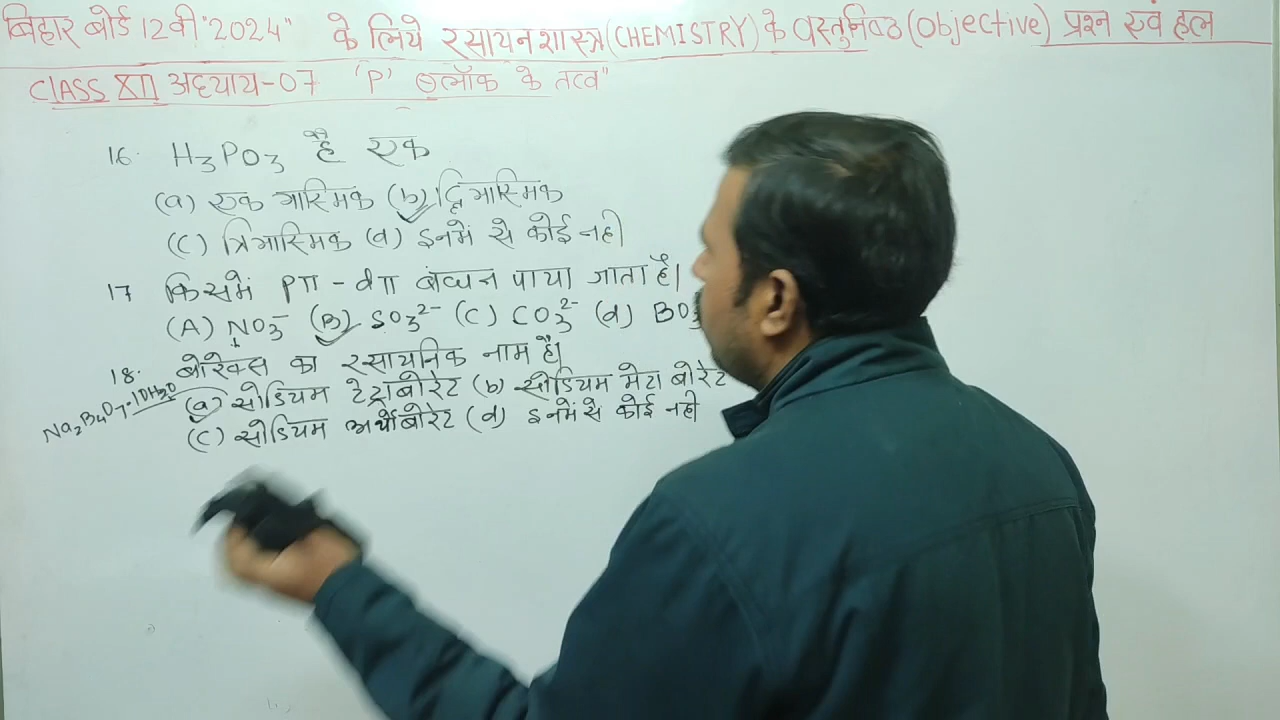 बिहार बोर्ड 12वी "2024" के लिये रसायनशास्त्र (CHEMISTRY) के वस्तुनिष्ठ (Objective) प्रश्न एवं हल
CLASS XII अध्याय-07 'P' ब्लॉक के तत्व"
16. H₃PO₃ है एक
(a) एक भास्मिक (b) द्विभास्मिक
(C) त्रिभास्मिक (d) इनमें से कोई नही
17 किसमें pπ - dπ बंधन पाया जाता है।
(A) NO₃⁻ (B) SO₃²⁻ (C) CO₃²⁻ (d) BO₃
18. बोरेक्स का रसायनिक नाम है।
Na₂B₄O₇·10H₂O (a) सोडियम टेट्राबोरेट (b) सोडियम मेटा बोरेट
(C) सोडियम अर्थोबोरेट (d) इनमें से कोई नही